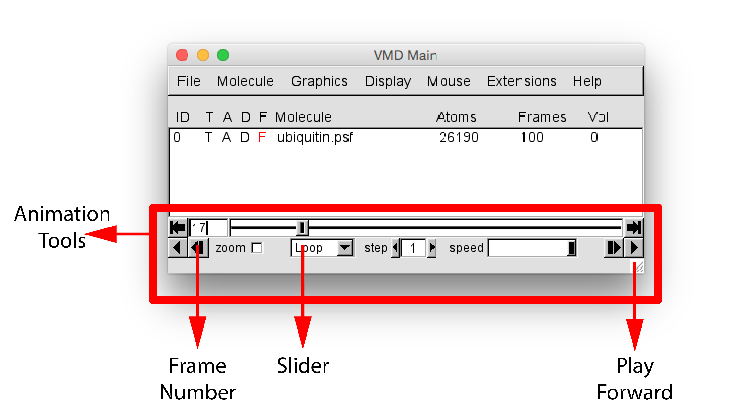 VMD Main
File Molecule Graphics Display Mouse Extensions Help
ID T A D F Molecule Atoms Frames Vol
0 T A D F ubiquitin.psf 26190 100 0
Animation
Tools
17
zoom Loop step 1 speed
Frame
Number
Slider
Play
Forward